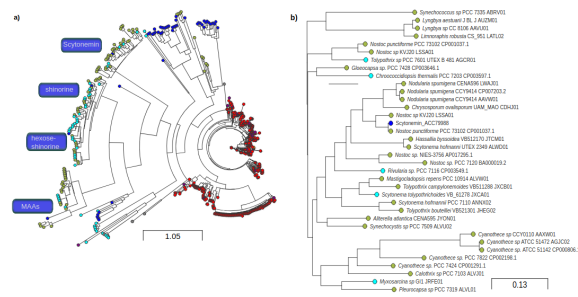 a)
Scytonemin
shinorine
hexose-
shinorine
MAAs
1.05
b)
Synechococcus sp PCC 7335 ABRV01
Lyngbya aestuarii J BL J AUZM01
Lyngbya sp CC 8106 AAVU01
Limnoraphis robusta CS_951 LATL02
Nostoc punctiforme PCC 73102 CP001037.1
Nostoc sp KVJ20 LSSA01
Tolypothrix sp PCC 7601 UTEX B 481 AGCR01
Gloeocapsa sp. PCC 7428 CP003646.1
Chroococcidiopsis thermalis PCC 7203 CP003597.1
Nodularia spumigena CENA596 LWAJ01
Nodularia spumigena CCY9414 CP007203.2
Nodularia spumigena CCY9414 AAVW01
Chrysosporum ovalisporum UAM_MAO CDHJ01
Nostoc sp KVJ20 LSSA01
Scytonemin_ACC79988
Nostoc punctiforme PCC 73102 CP001037.1
Hassallia byssoidea VB512170 JTCM01
Scytonema hofmanni UTEX 2349 ALWD01
Nostoc sp. NIES-3756 AP017295.1
Nostoc sp. PCC 7120 BA000019.2
Rivularia sp. PCC 7116 CP003549.1
Mastigocladopsis repens PCC 10914 ALWW01
Tolypothrix campylonemoides VB511288 JXCB01
Scytonema tolypothrichoides VB_61278 JXCA01
Scytonema hofmanni PCC 7110 ANNX02
Tolypothrix bouteillei VB521301 JHEG02
Aliterella atlantica CENA595 JYON01
Synechocystis sp PCC 7509 ALVU02
Cyanothece sp CCY0110 AAXW01
Cyanothece sp ATCC 51472 AGJC02
Cyanothece sp. ATCC 51142 CP000806.
Cyanothece sp. PCC 7822 CP002198.1
Cyanothece sp. PCC 7424 CP001291.1
Calothrix sp PCC 7103 ALVJ01
Myxosarcina sp GI1 JRFE01
Pleurocapsa sp PCC 7319 ALVL01
0.13